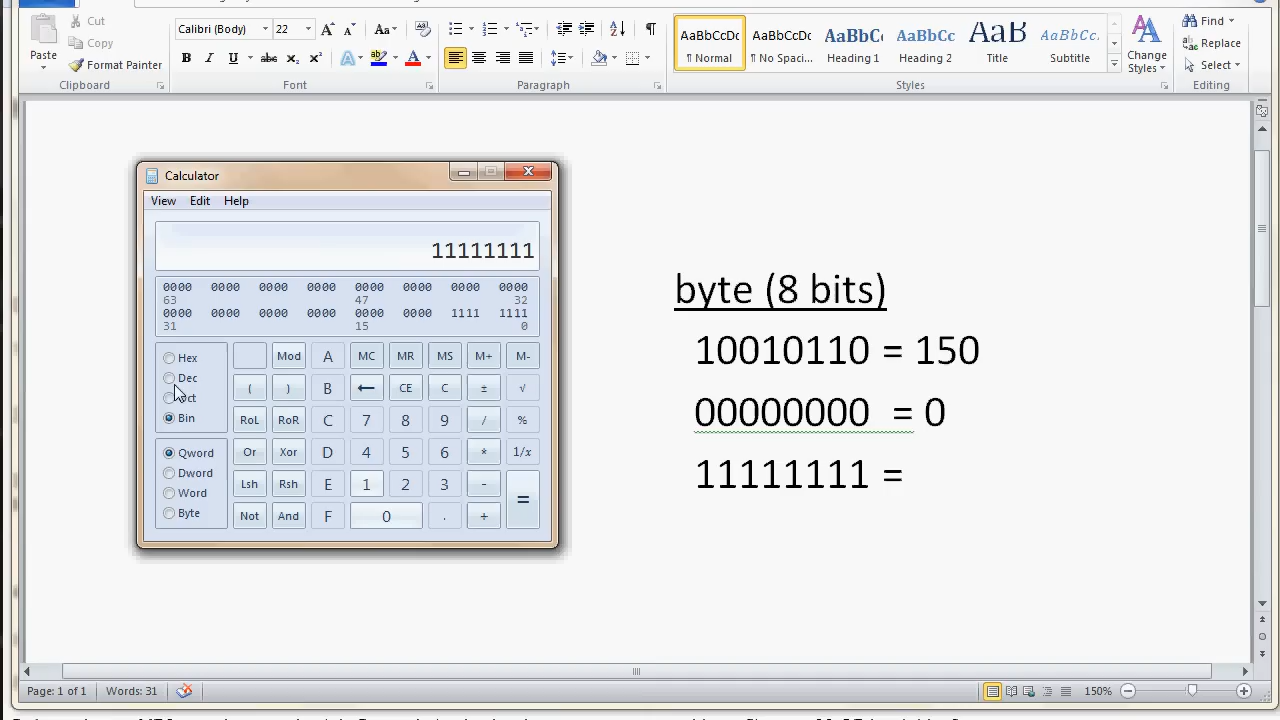 Cut
Calibri (Body) 22 Aa
AaBbCcDc AaBbCcDc AaBbC( AaBbCc AaB AaBbCc.
Find
Copy
Paste
Replace
Format Painter
B I U abc x₂ x² A A
¶ Normal ¶ No Spaci... Heading 1 Heading 2 Title Subtitle
Change Styles
Select
Clipboard Font Paragraph Styles Editing
Calculator
View Edit Help
11111111
0000 0000 0000 0000 0000 0000 0000 0000
63 47 32
0000 0000 0000 0000 0000 0000 1111 1111
31 15 0
Hex Mod A MC MR MS M+ M-
Dec ( ) B ← CE C ± √
Oct RoL RoR C 7 8 9 / %
Bin
Qword Or Xor D 4 5 6 * 1/x
Dword Lsh Rsh E 1 2 3 - =
Word
Byte Not And F 0 . +
byte (8 bits)
10010110 = 150
00000000 = 0
11111111 =
Page: 1 of 1 Words: 31 150%